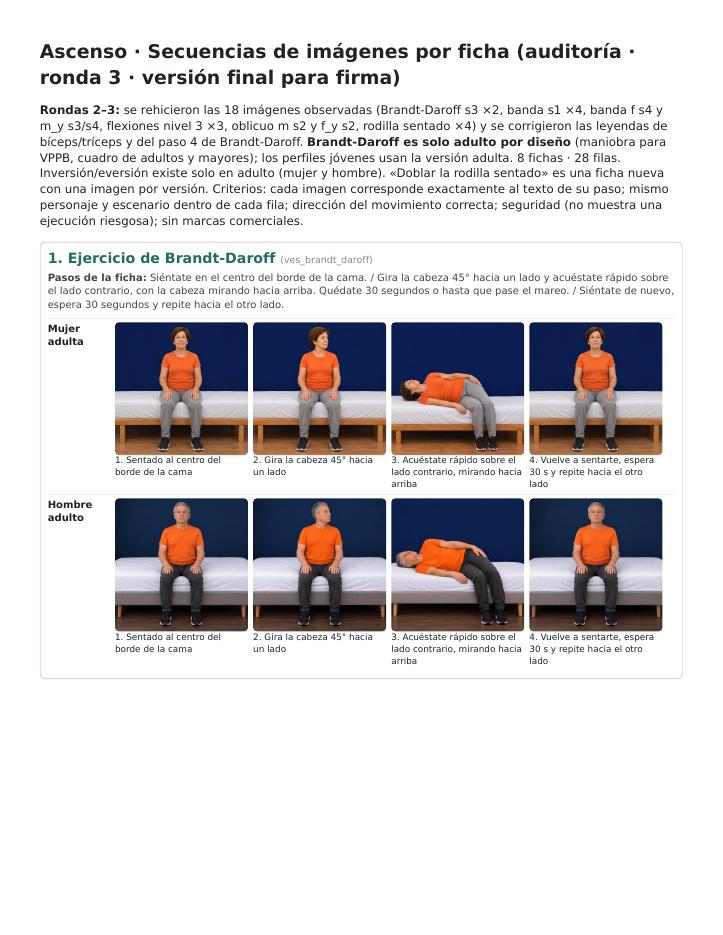 Ascenso · Secuencias de imágenes por ficha (auditoría ·
ronda 3 · versión final para firma)
Rondas 2–3: se rehicieron las 18 imágenes observadas (Brandt-Daroff s3 ×2, banda s1 ×4, banda f s4 y
m_y s3/s4, flexiones nivel 3 ×3, oblicuo m s2 y f_y s2, rodilla sentado ×4) y se corrigieron las leyendas de
bíceps/tríceps y del paso 4 de Brandt-Daroff. Brandt-Daroff es solo adulto por diseño (maniobra para
VPPB, cuadro de adultos y mayores); los perfiles jóvenes usan la versión adulta. 8 fichas · 28 filas.
Inversión/eversión existe solo en adulto (mujer y hombre). «Doblar la rodilla sentado» es una ficha nueva
con una imagen por versión. Criterios: cada imagen corresponde exactamente al texto de su paso; mismo
personaje y escenario dentro de cada fila; dirección del movimiento correcta; seguridad (no muestra una
ejecución riesgosa); sin marcas comerciales.
1. Ejercicio de Brandt-Daroff (ves_brandt_daroff)
Pasos de la ficha: Siéntate en el centro del borde de la cama. / Gira la cabeza 45° hacia un lado y acuéstate rápido sobre
el lado contrario, con la cabeza mirando hacia arriba. Quédate 30 segundos o hasta que pase el mareo. / Siéntate de nuevo,
espera 30 segundos y repite hacia el otro lado.
Mujer
adulta
1. Sentado al centro del
borde de la cama
2. Gira la cabeza 45° hacia
un lado
3. Acuéstate rápido sobre el
lado contrario, mirando hacia
arriba
4. Vuelve a sentarte, espera
30 s y repite hacia el otro
lado
Hombre
adulto
1. Sentado al centro del
borde de la cama
2. Gira la cabeza 45° hacia
un lado
3. Acuéstate rápido sobre el
lado contrario, mirando hacia
arriba
4. Vuelve a sentarte, espera
30 s y repite hacia el otro
lado